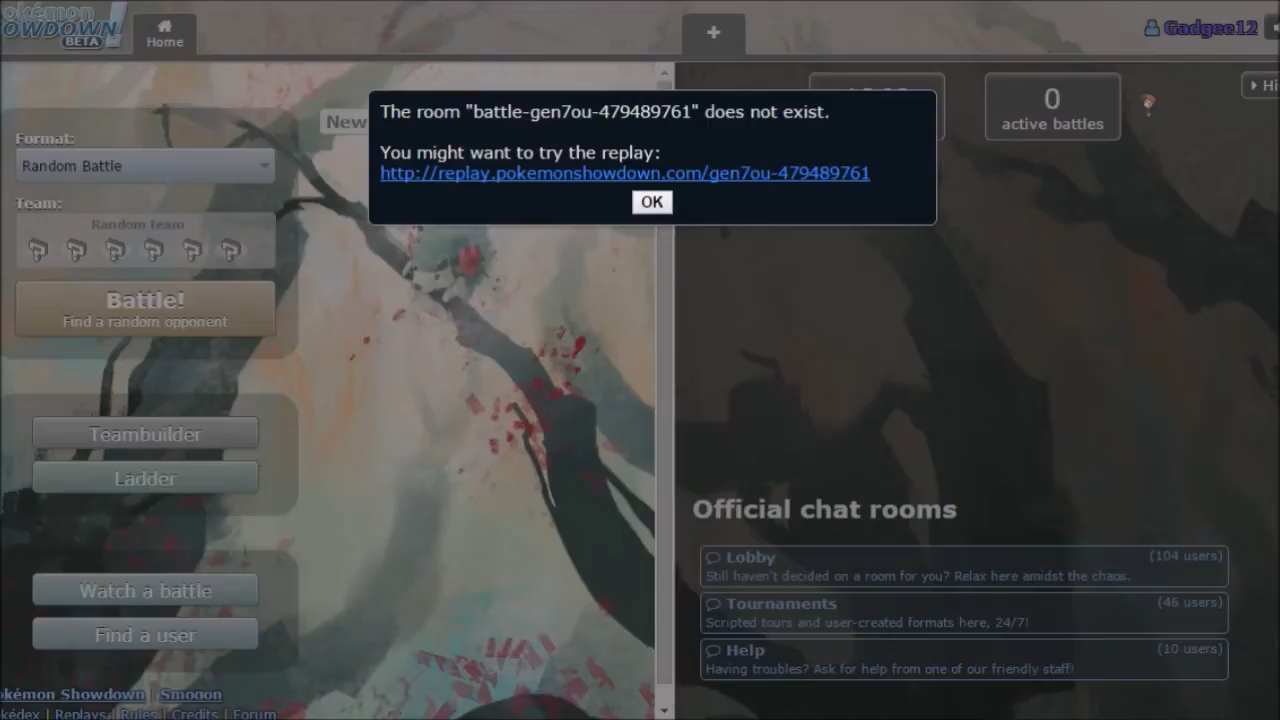 okémon
OWDOWN!
BETA
Home
+
Gadgee12
Format:
Random Battle
Team:
Random team
Battle!
Find a random opponent
Teambuilder
Ladder
Watch a battle
Find a user
okémon Showdown | Smogon
kédex | Replays | Rules | Credits | Forum
New
The room "battle-gen7ou-479489761" does not exist.
You might want to try the replay:
http://replay.pokemonshowdown.com/gen7ou-479489761
OK
0
active battles
Hi
Official chat rooms
Lobby
(104 users)
Still haven't decided on a room for you? Relax here amidst the chaos.
Tournaments
(46 users)
Scripted tours and user-created formats here, 24/7!
Help
(10 users)
Having troubles? Ask for help from one of our friendly staff!